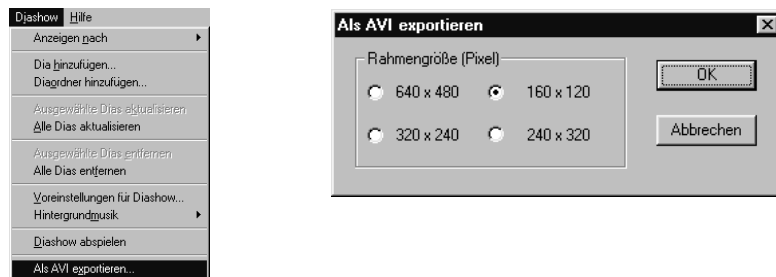 Diashow Hilfe
Anzeigen nach
Dia hinzufügen...
Diaordner hinzufügen...
Ausgewählte Dias aktualisieren
Alle Dias aktualisieren
Ausgewählte Dias entfernen
Alle Dias entfernen
Voreinstellungen für Diashow...
Hintergrundmusik
Diashow abspielen
Als AVI exportieren...
Als AVI exportieren
Rahmengröße (Pixel)
640 x 480 160 x 120
320 x 240 240 x 320
OK
Abbrechen